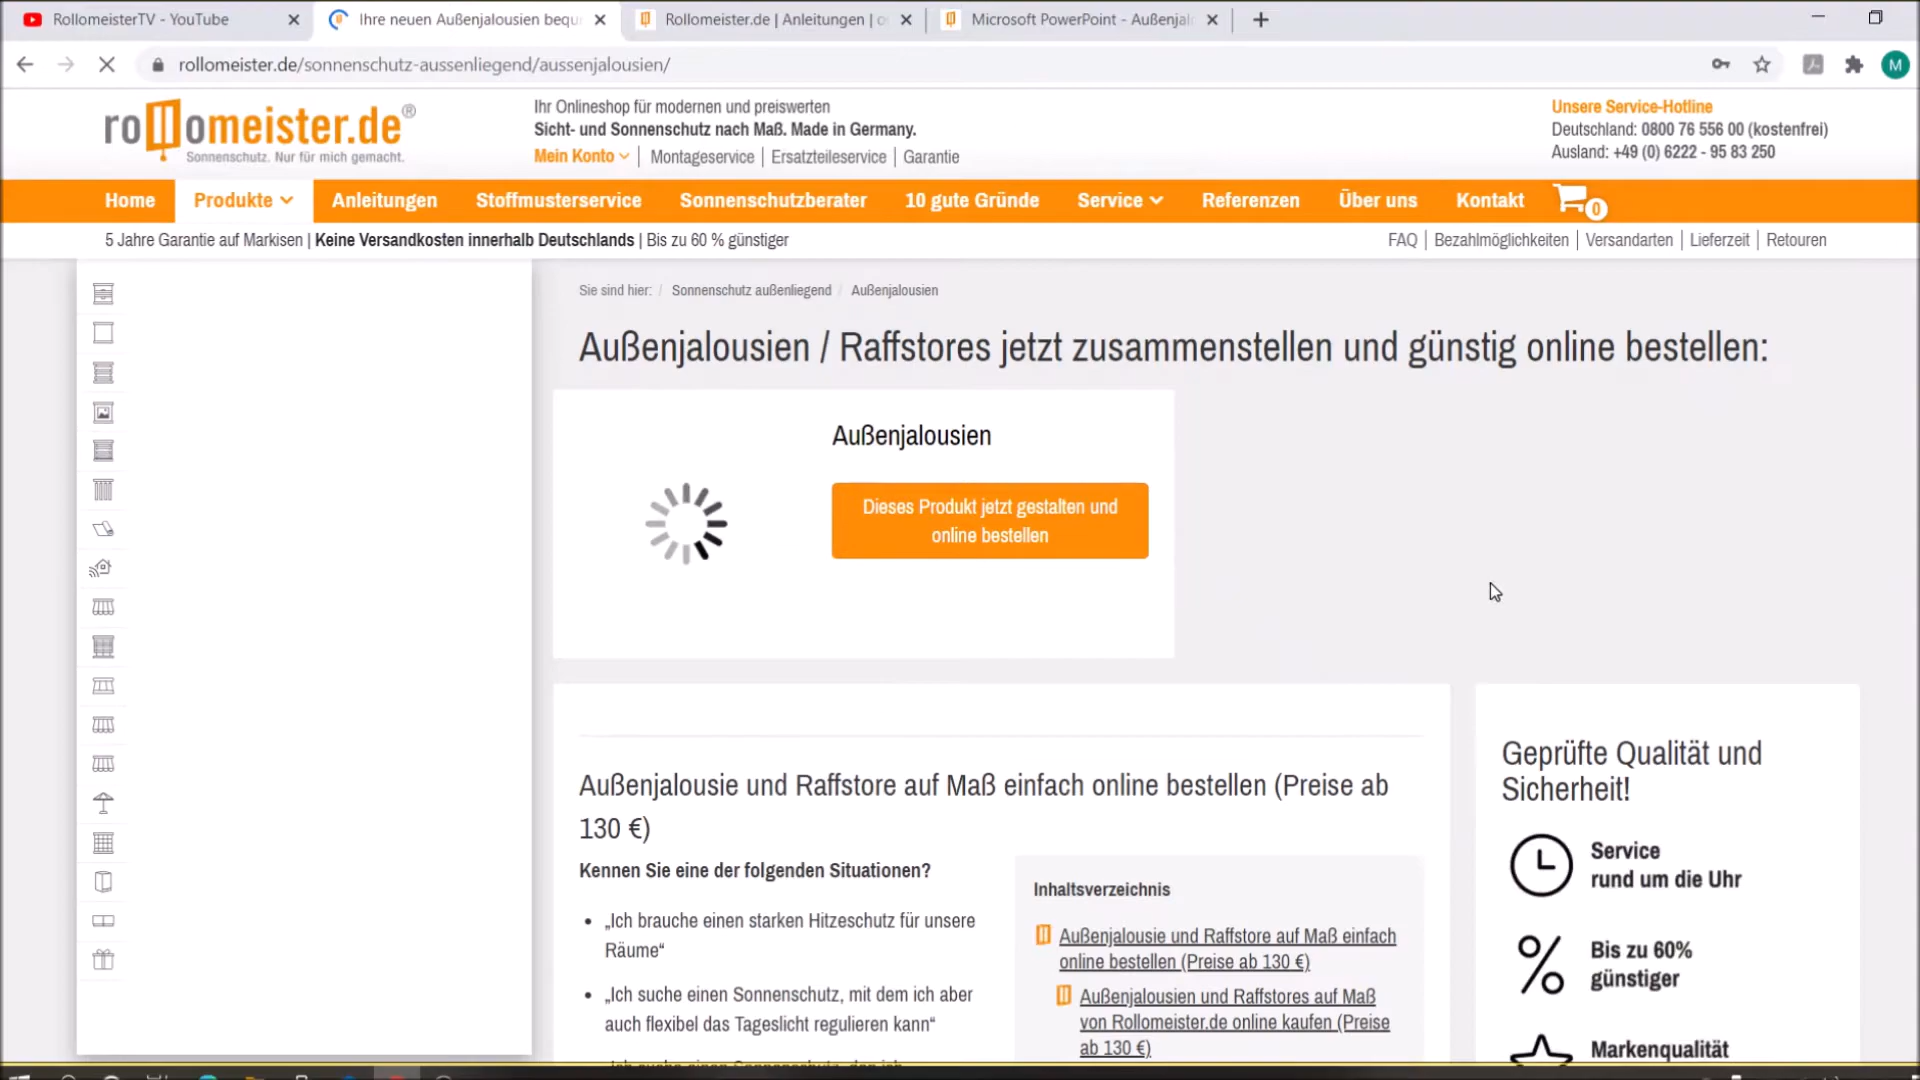 RollomeisterTV - YouTube
Ihre neuen Außenjalousien bequ
Rollomeister.de | Anleitungen | o
Microsoft PowerPoint - Außenjal
rollomeister.de/sonnenschutz-aussenliegend/aussenjalousien/
M
rollomeister.de®
Sonnenschutz. Nur für mich gemacht.
Ihr Onlineshop für modernen und preiswerten
Sicht- und Sonnenschutz nach Maß. Made in Germany.
Mein Konto | Montageservice | Ersatzteileservice | Garantie
Unsere Service-Hotline
Deutschland: 0800 76 556 00 (kostenfrei)
Ausland: +49 (0) 6222 - 95 83 250
Home Produkte Anleitungen Stoffmusterservice Sonnenschutzberater 10 gute Gründe Service Referenzen Über uns Kontakt 0
5 Jahre Garantie auf Markisen | Keine Versandkosten innerhalb Deutschlands | Bis zu 60 % günstiger
FAQ | Bezahlmöglichkeiten | Versandarten | Lieferzeit | Retouren
Sie sind hier: / Sonnenschutz außenliegend / Außenjalousien
Außenjalousien / Raffstores jetzt zusammenstellen und günstig online bestellen:
Außenjalousien
Dieses Produkt jetzt gestalten und
online bestellen
Außenjalousie und Raffstore auf Maß einfach online bestellen (Preise ab
130 €)
Kennen Sie eine der folgenden Situationen?
• „Ich brauche einen starken Hitzeschutz für unsere
Räume“
• „Ich suche einen Sonnenschutz, mit dem ich aber
auch flexibel das Tageslicht regulieren kann“
Inhaltsverzeichnis
Außenjalousie und Raffstore auf Maß einfach
online bestellen (Preise ab 130 €)
Außenjalousien und Raffstores auf Maß
von Rollomeister.de online kaufen (Preise
ab 130 €)
Geprüfte Qualität und
Sicherheit!
Service
rund um die Uhr
Bis zu 60%
günstiger
Markenqualität